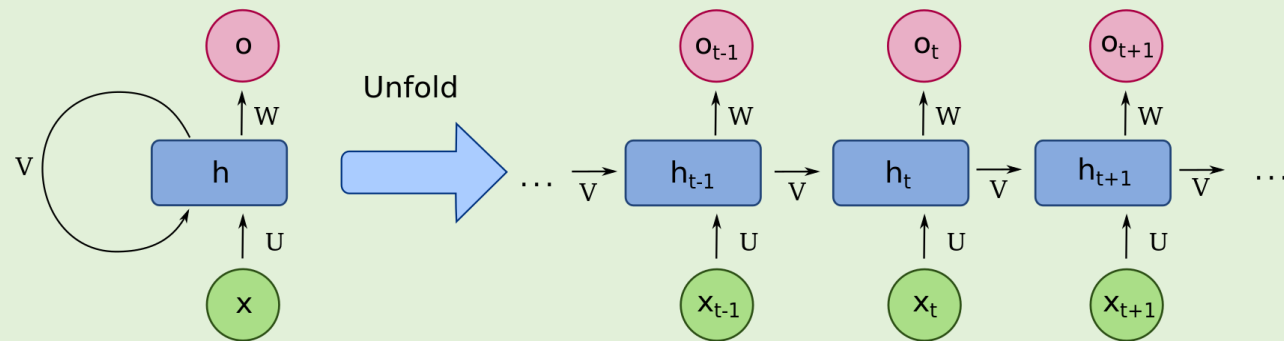 o
o_{t-1}
o_t
o_{t+1}
Unfold
W
W
W
W
V
h
...
V
h_{t-1}
V
h_t
V
h_{t+1}
V
...
U
U
U
U
x
x_{t-1}
x_t
x_{t+1}